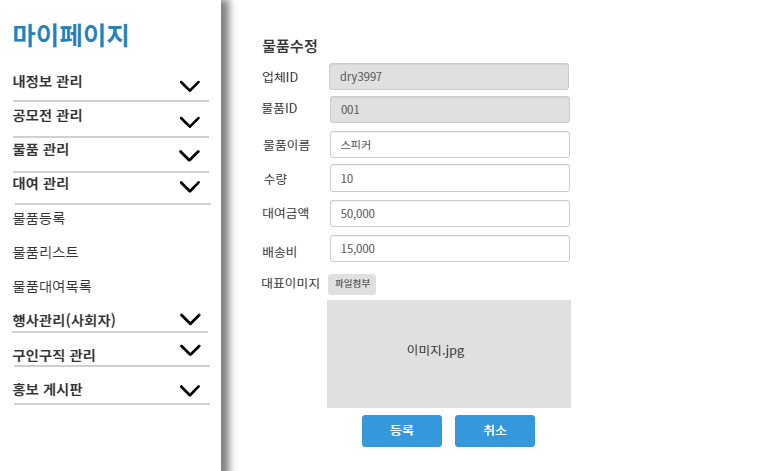 마이페이지
내정보 관리
공모전 관리
물품 관리
대여 관리
물품등록
물품리스트
물품대여목록
행사관리(사회자)
구인구직 관리
홍보 게시판
물품수정
업체ID dry3997
물품ID 001
물품이름 스피커
수량 10
대여금액 50,000
배송비 15,000
대표이미지 파일첨부
이미지.jpg
등록 취소